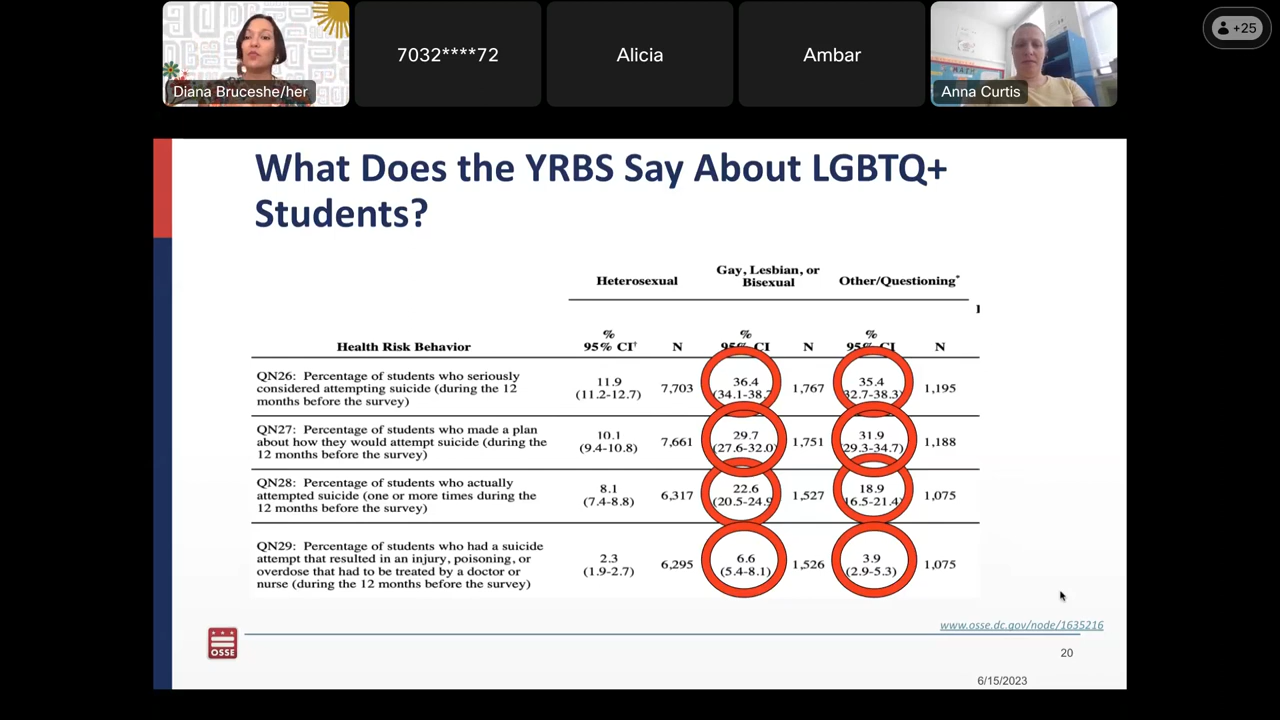 7032****72
Alicia
Ambar
+25
Diana Bruceshe/her
Anna Curtis
What Does the YRBS Say About LGBTQ+
Students?
Heterosexual
Gay, Lesbian, or
Bisexual
Other/Questioning*
Health Risk Behavior
%
95% CI†
N
%
95% CI
N
%
95% CI
N
QN26: Percentage of students who seriously
considered attempting suicide (during the 12
months before the survey)
11.9
(11.2-12.7)
7,703
36.4
(34.1-38.
1,767
35.4
32.7-38.3)
1,195
QN27: Percentage of students who made a plan
about how they would attempt suicide (during the
12 months before the survey)
10.1
(9.4-10.8)
7,661
29.7
(27.6-32.0)
1,751
31.9
29.3-34.7)
1,188
QN28: Percentage of students who actually
attempted suicide (one or more times during the
12 months before the survey)
8.1
(7.4-8.8)
6,317
22.6
(20.5-24.9
1,527
18.9
16.5-21.4)
1,075
QN29: Percentage of students who had a suicide
attempt that resulted in an injury, poisoning, or
overdose that had to be treated by a doctor or
nurse (during the 12 months before the survey)
2.3
(1.9-2.7)
6,295
6.6
(5.4-8.1)
1,526
3.9
(2.9-5.3)
1,075
www.osse.dc.gov/node/1635216
OSSE
20
6/15/2023